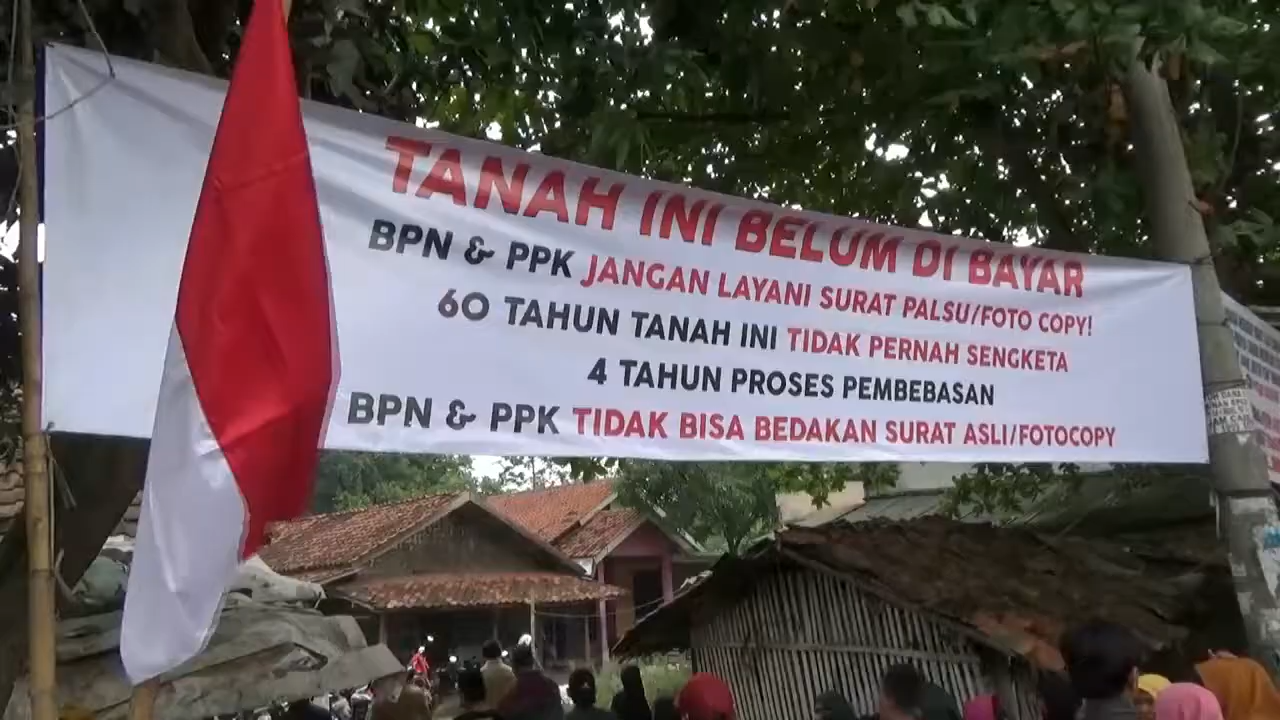 TANAH INI BELUM DI BAYAR
BPN & PPK JANGAN LAYANI SURAT PALSU/FOTO COPY!
60 TAHUN TANAH INI TIDAK PERNAH SENGKETA
4 TAHUN PROSES PEMBEBASAN
BPN & PPK TIDAK BISA BEDAKAN SURAT ASLI/FOTOCOPY